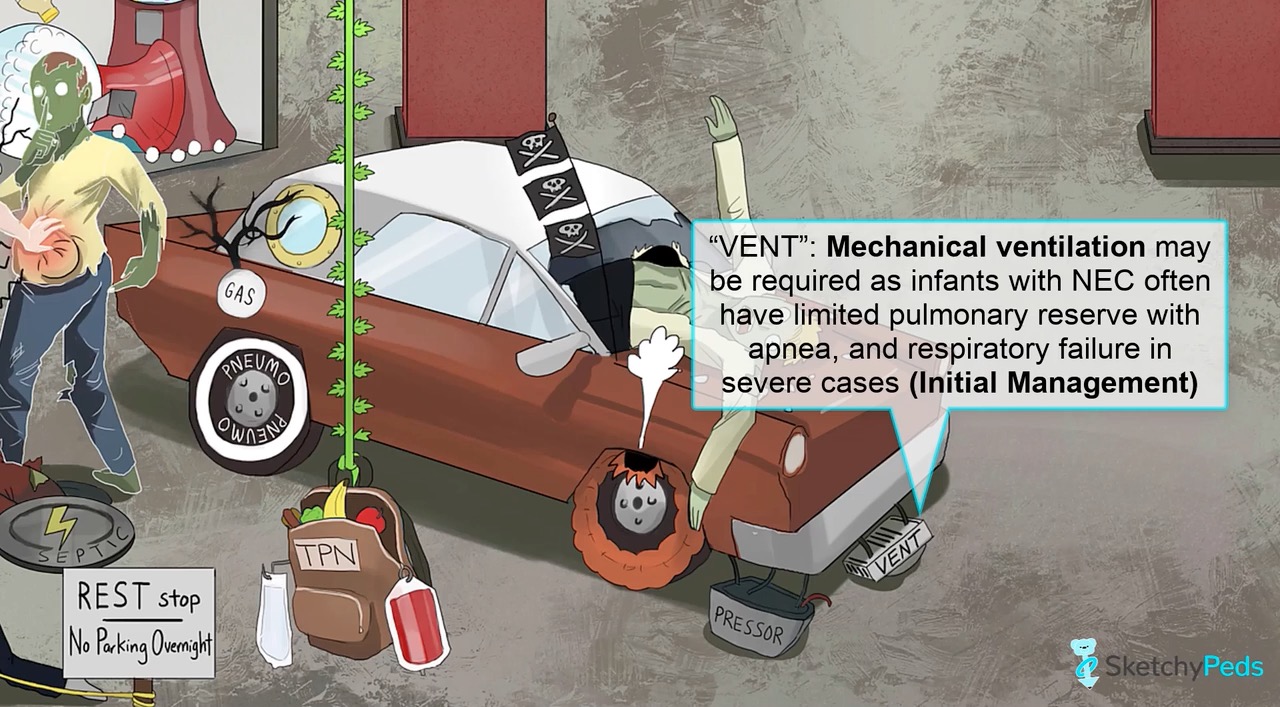 “VENT”: Mechanical ventilation may
be required as infants with NEC often
have limited pulmonary reserve with
apnea, and respiratory failure in
severe cases (Initial Management)
GAS
PNEUMO
PNEUMO
TPN
SEPTIC
REST stop
No Parking Overnight
VENT
PRESSOR
SketchyPeds